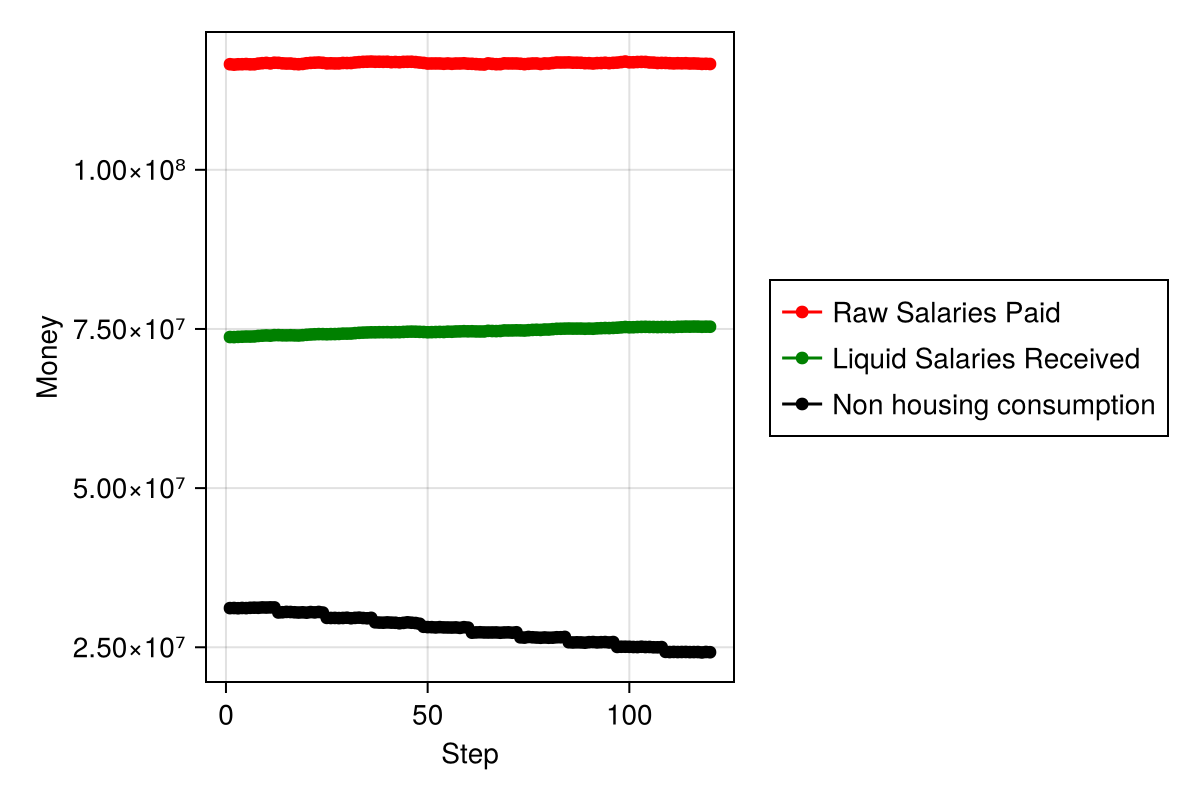 1.00×10⁸
7.50×10⁷
5.00×10⁷
2.50×10⁷
Money
0 50 100
Step
Raw Salaries Paid
Liquid Salaries Received
Non housing consumption